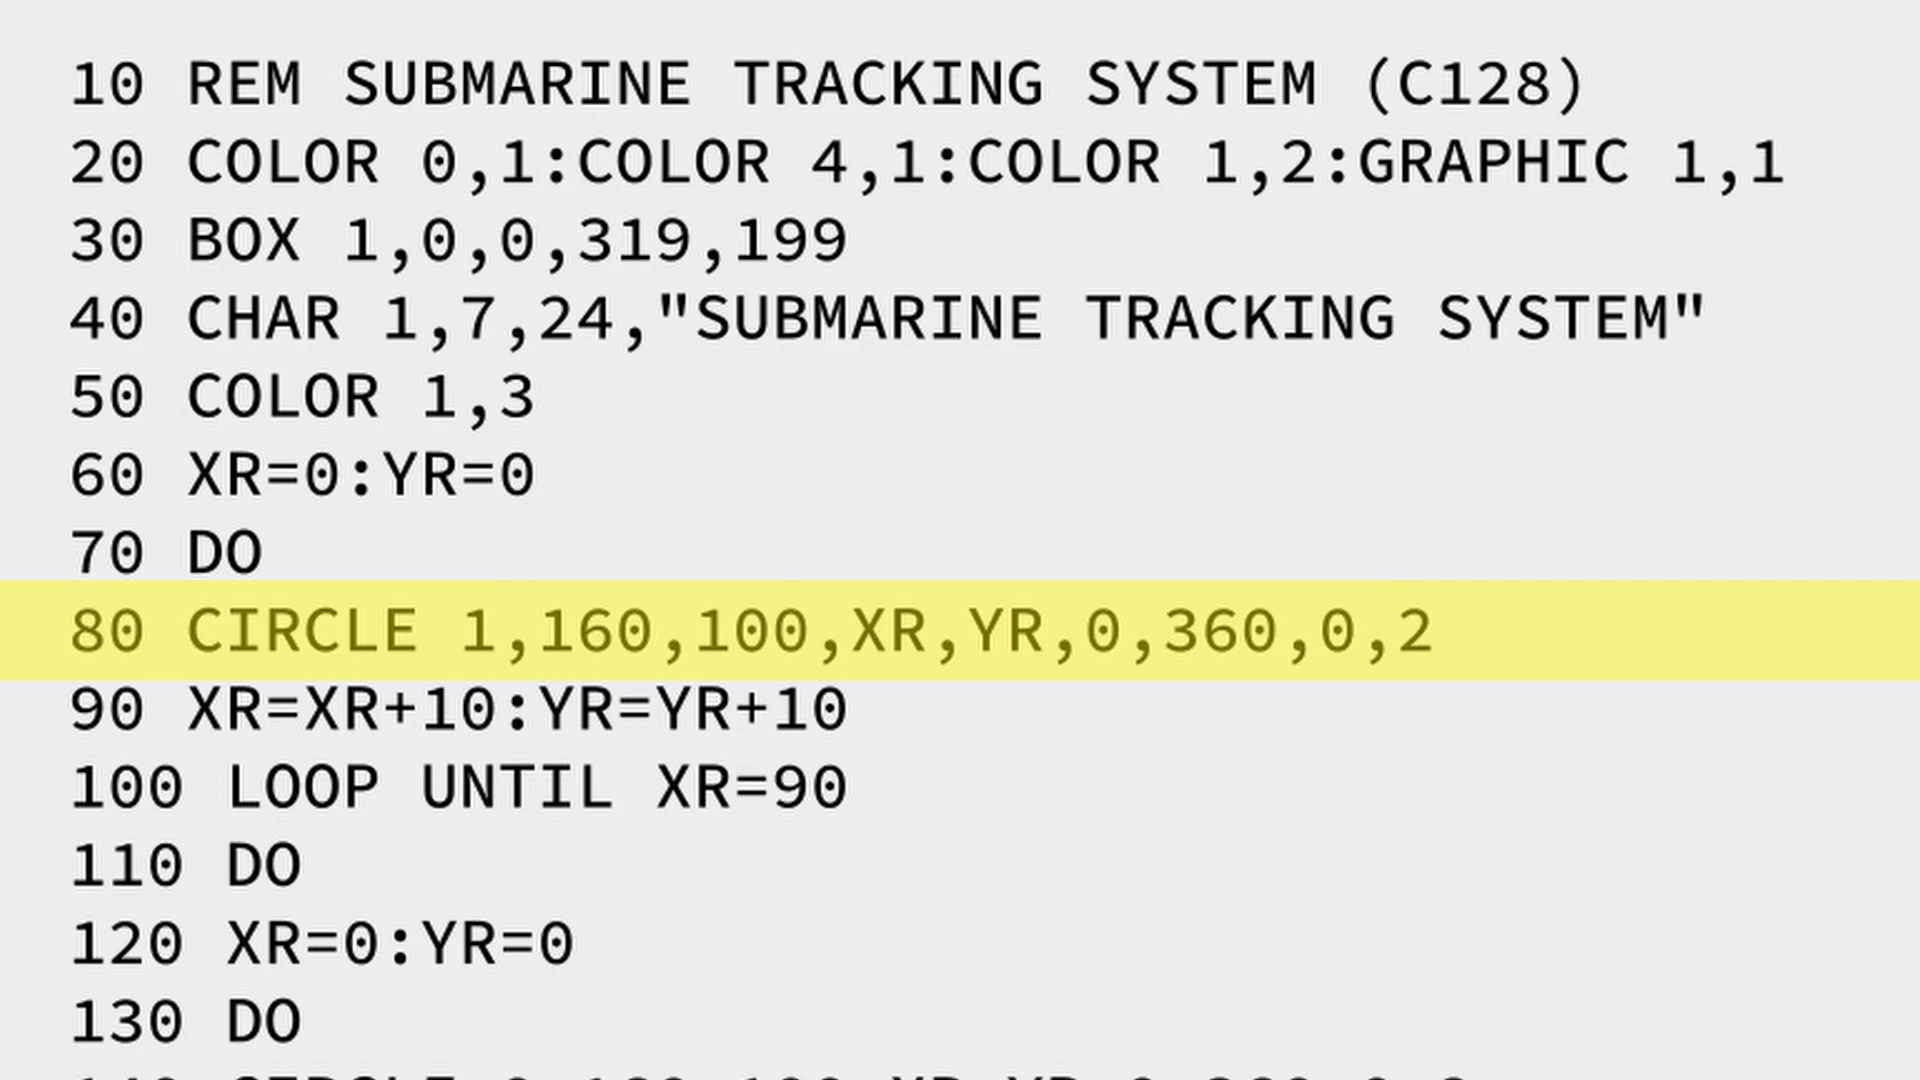 10 REM SUBMARINE TRACKING SYSTEM (C128)
20 COLOR 0,1:COLOR 4,1:COLOR 1,2:GRAPHIC 1,1
30 BOX 1,0,0,319,199
40 CHAR 1,7,24,"SUBMARINE TRACKING SYSTEM"
50 COLOR 1,3
60 XR=0:YR=0
70 DO
80 CIRCLE 1,160,100,XR,YR,0,360,0,2
90 XR=XR+10:YR=YR+10
100 LOOP UNTIL XR=90
110 DO
120 XR=0:YR=0
130 DO